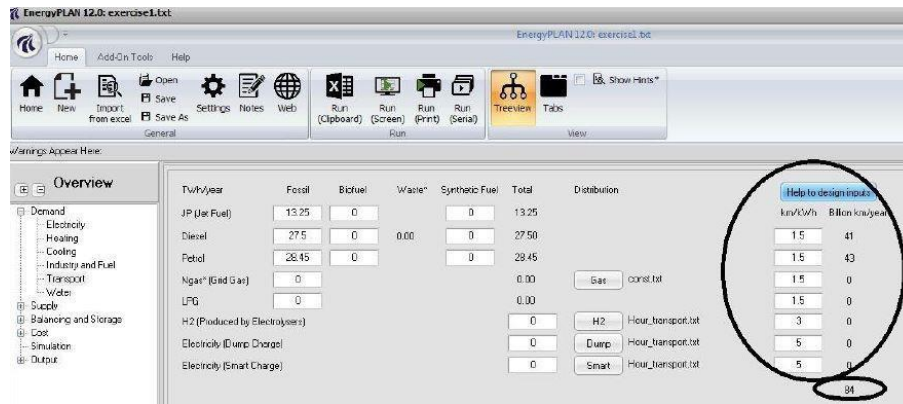 EnergyPLAN 12.0: exercise1.txt
EnergyPLAN 12.0: exercise1.txt
Home Add-On Tools Help
Home New Import from excel Open Save Save As Settings Notes Web Run (Clipboard) Run (Screen) Run (Print) Run (Serial) Treeview Tabs Show Hints*
General Run View
Warnings Appear Here:
Overview
Demand
Electricity
Heating
Cooling
Industry and Fuel
Transport
Water
Supply
Balancing and Storage
Cost
Simulation
Output
Help to design inputs
TWh/year Fossil Biofuel Waste* Synthetic Fuel Total Distribution km/kWh Billion km/year
JP (Jet Fuel) 13.25 0 0 13.25
Diesel 27.5 0 0.00 0 27.50 1.5 41
Petrol 28.45 0 0 28.45 1.5 43
Ngas* (Grid Gas) 0 0.00 Gas const.txt 1.5 0
LPG 0 0.00 1.5 0
H2 (Produced by Electrolysers) 0 H2 Hour_transport.txt 3 0
Electricity (Dump Charge) 0 Dump Hour_transport.txt 5 0
Electricity (Smart Charge) 0 Smart Hour_transport.txt 5 0
84